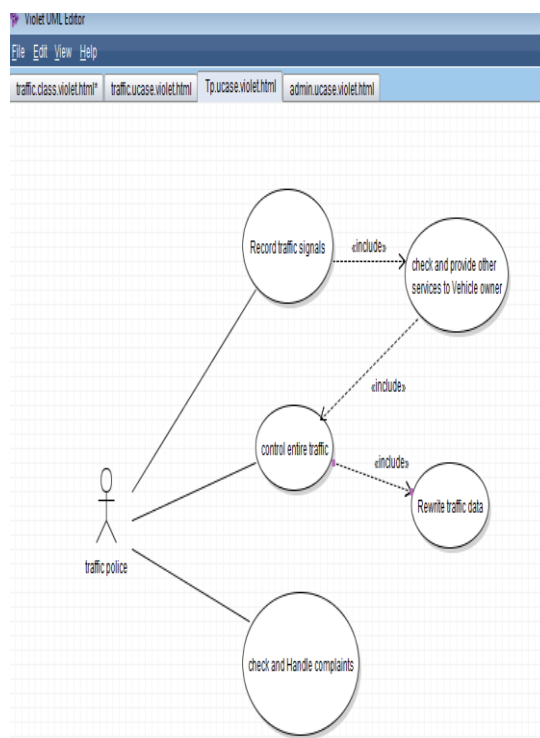 Violet UML Editor
File Edit View Help
traffic.class.violet.html* traffic.ucase.violet.html Tp.ucase.violet.html admin.ucase.violet.html
Record traffic signals
«include»
check and provide other
services to Vehicle owner
«include»
control entire traffic
«include»
Rewrite traffic data
traffic police
check and Handle complaints